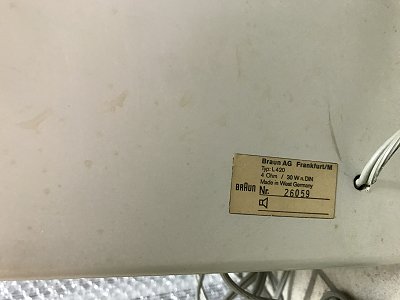 Braun AG Frankfurt/M
Typ: L 420
4 Ohm / 30 W n. DIN
Made in West Germany
BRAUN Nr. 26059